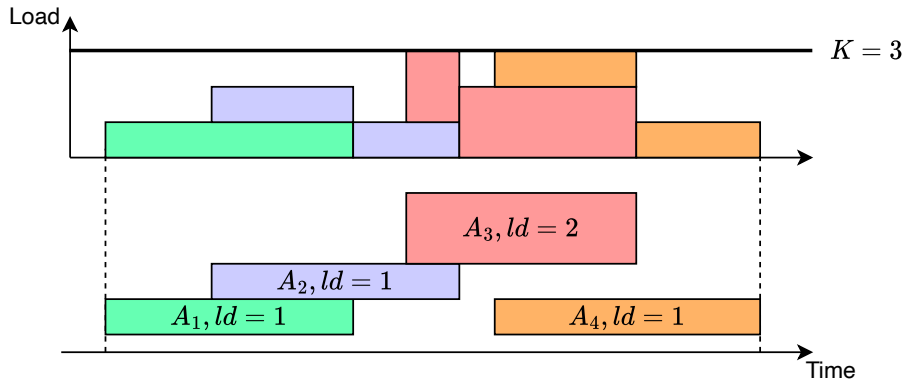 Load
K = 3
A₃, ld = 2
A₂, ld = 1
A₁, ld = 1
A₄, ld = 1
Time